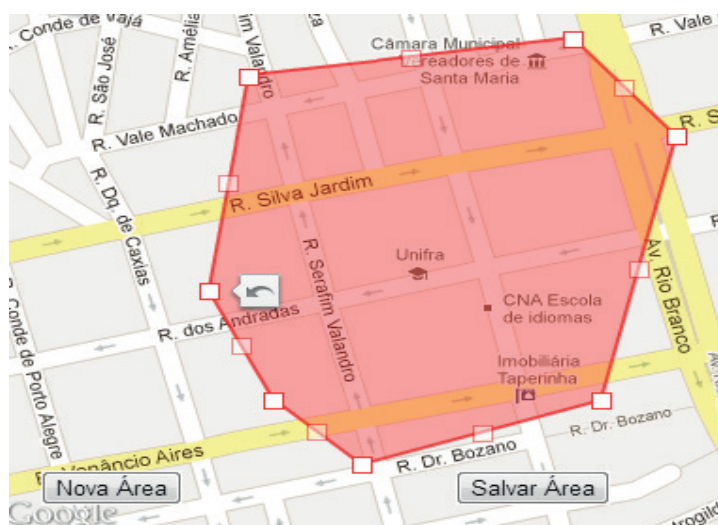 R. Conde de Vajá
R. São José
R. Amélia
im Valandro
R. Vale
Câmara Municipal
Vereadores de
Santa Maria
R. Vale Machado
R. S
R. Dq. de Caxias
R. Silva Jardim
R. Serafim Valandro
Unifra
Av. Rio Branco
CNA Escola
de idiomas
R. dos Andradas
Imobiliária
Taperinha
R. Conde de Porto Alegre
R. Dr. Bozano
R. Venâncio Aires
R. Dr. Bozano
Nova Área
Salvar Área
Google